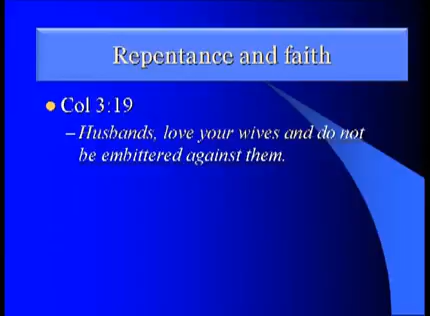 Repentance and faith
Col 3:19
–Husbands, love your wives and do not
be embittered against them.